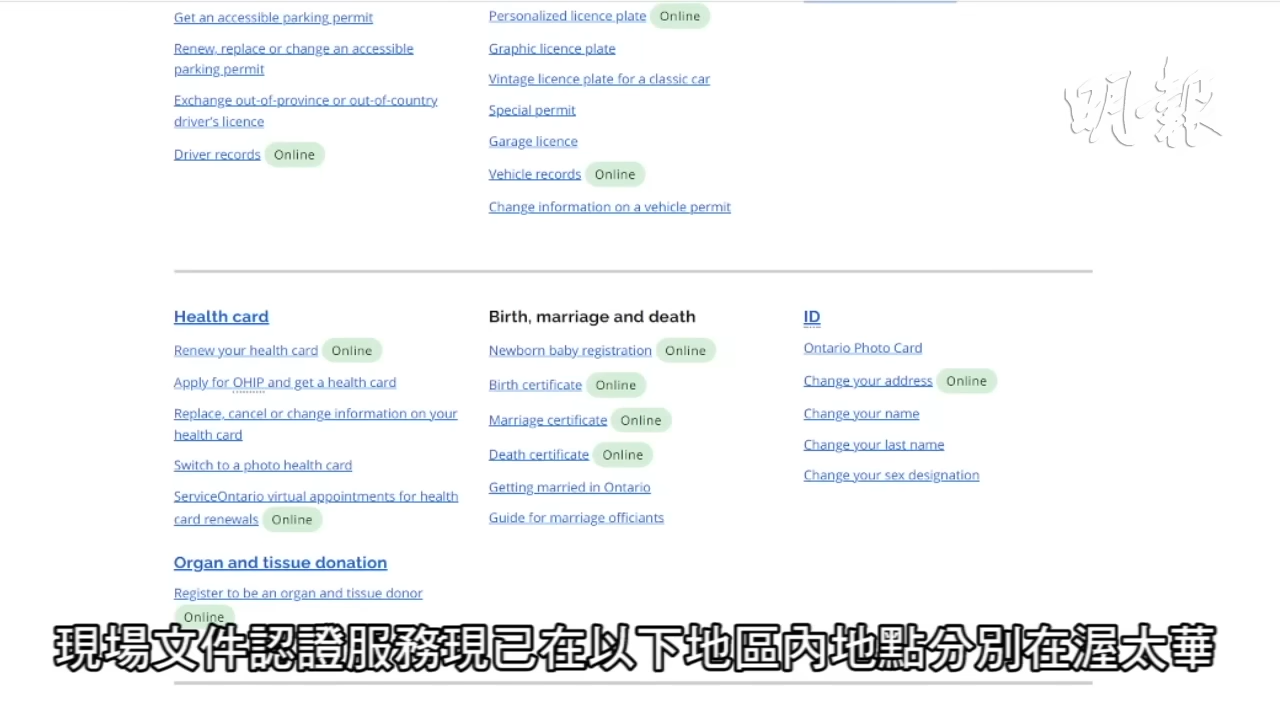 Get an accessible parking permit
Renew, replace or change an accessible
parking permit
Exchange out-of-province or out-of-country
driver's licence
Driver records Online
Personalized licence plate Online
Graphic licence plate
Vintage licence plate for a classic car
Special permit
Garage licence
Vehicle records Online
Change information on a vehicle permit
明報
Health card
Renew your health card Online
Apply for OHIP and get a health card
Replace, cancel or change information on your
health card
Switch to a photo health card
ServiceOntario virtual appointments for health
card renewals Online
Organ and tissue donation
Register to be an organ and tissue donor
Online
Birth, marriage and death
Newborn baby registration Online
Birth certificate Online
Marriage certificate Online
Death certificate Online
Getting married in Ontario
Guide for marriage officiants
ID
Ontario Photo Card
Change your address Online
Change your name
Change your last name
Change your sex designation
現場文件認證服務現已在以下地區內地點分別在渥太華